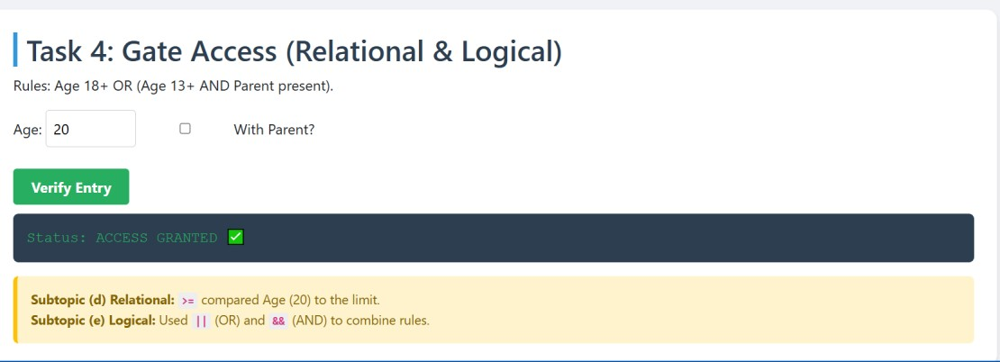 Task 4: Gate Access (Relational & Logical)
Rules: Age 18+ OR (Age 13+ AND Parent present).
Age: 20 With Parent?
Verify Entry
Status: ACCESS GRANTED ✅
Subtopic (d) Relational: >= compared Age (20) to the limit.
Subtopic (e) Logical: Used || (OR) and && (AND) to combine rules.